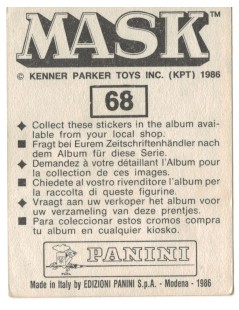 MASK™
© KENNER PARKER TOYS INC. (KPT) 1986
68
◆ Collect these stickers in the album avai-
lable from your local shop.
■ Fragt bei Eurem Zeitschriftenhändler nach
dem Album für diese Serie.
◆ Demandez à votre détaillant l'Album pour
la collection de ces images.
■ Chiedete al vostro rivenditore l'album per
la raccolta di queste figurine.
◆ Vraagt aan uw verkoper het album voor
uw verzameling van deze prentjes.
■ Para coleccionar estos cromos compra
tu album en cualquier kiosko.
PANINI
Made in Italy by EDIZIONI PANINI S.p.A. - Modena - 1986